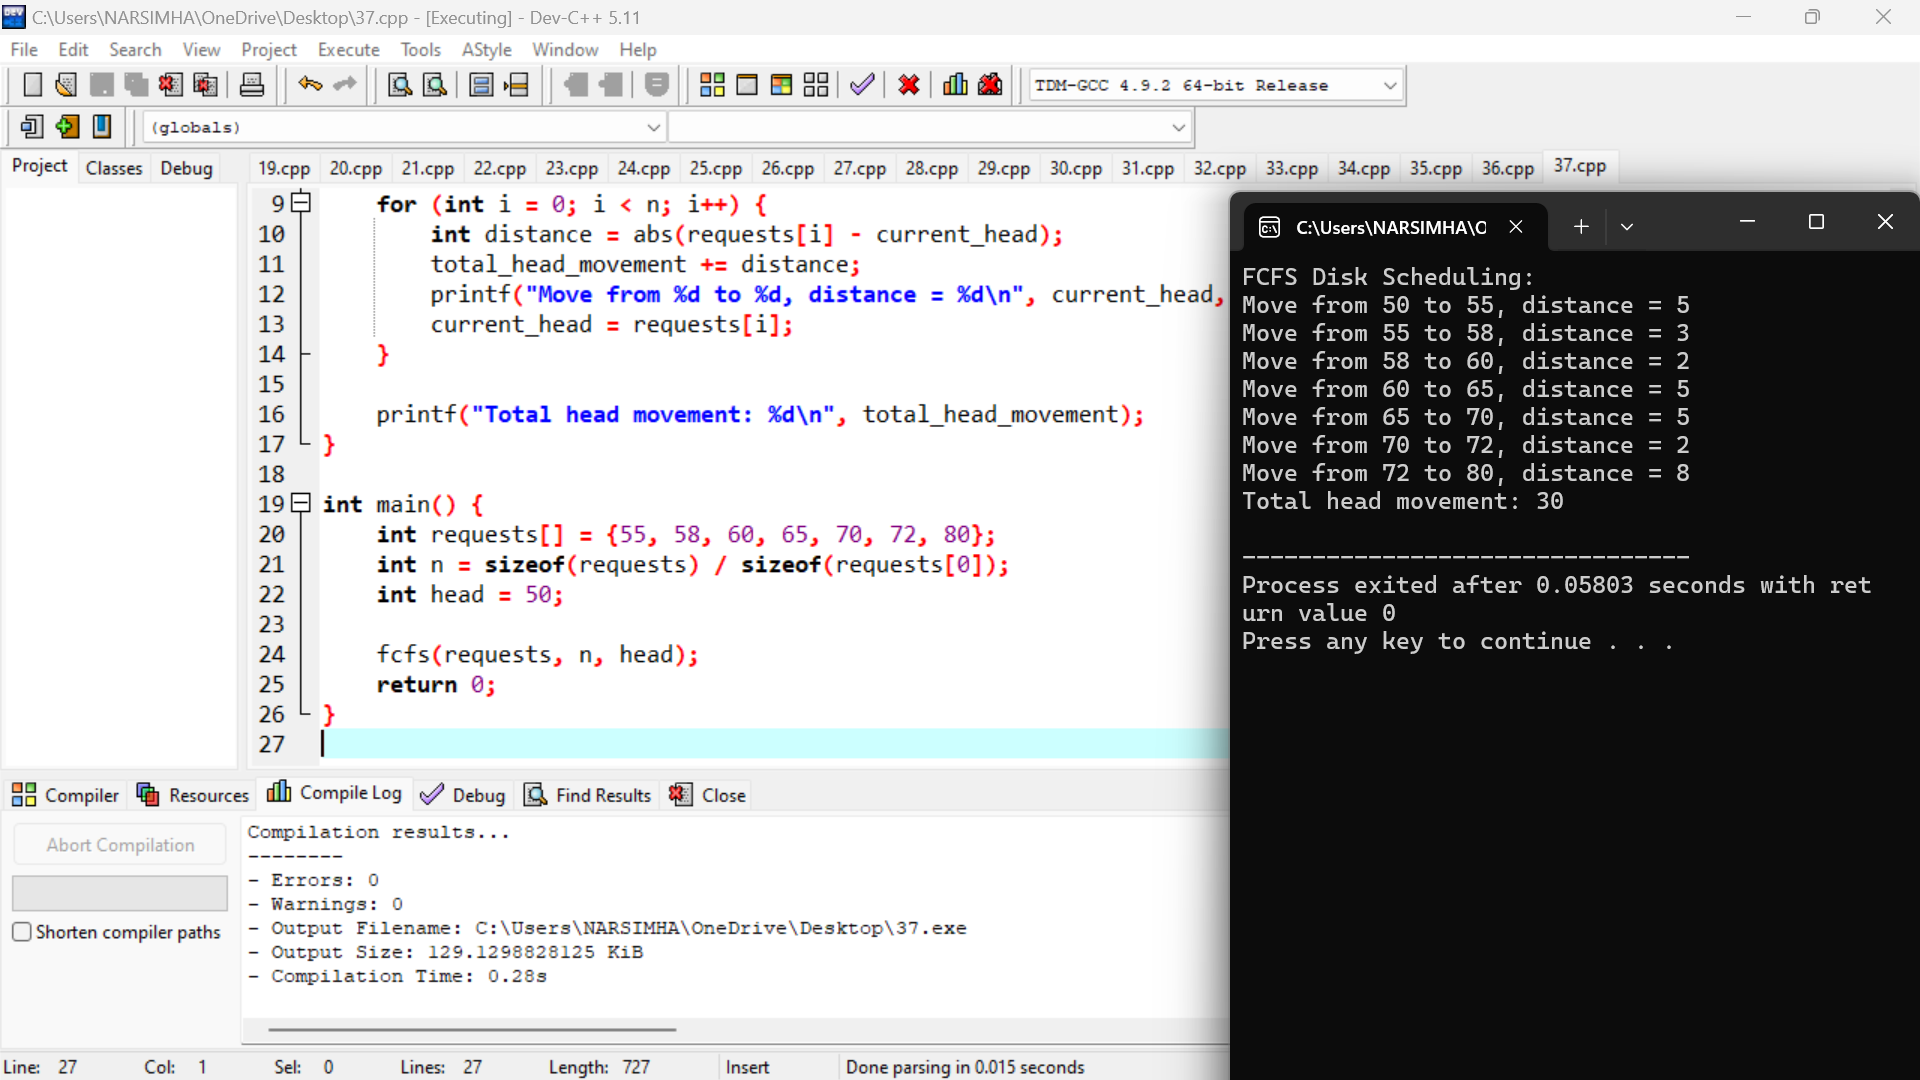 C:\Users\NARSIMHA\OneDrive\Desktop\37.cpp - [Executing] - Dev-C++ 5.11
File Edit Search View Project Execute Tools AStyle Window Help
TDM-GCC 4.9.2 64-bit Release
(globals)
Project Classes Debug
19.cpp 20.cpp 21.cpp 22.cpp 23.cpp 24.cpp 25.cpp 26.cpp 27.cpp 28.cpp 29.cpp 30.cpp 31.cpp 32.cpp 33.cpp 34.cpp 35.cpp 36.cpp 37.cpp
9 for (int i = 0; i < n; i++) {
10 int distance = abs(requests[i] - current_head);
11 total_head_movement += distance;
12 printf("Move from %d to %d, distance = %d\n", current_head,
13 current_head = requests[i];
14 }
15
16 printf("Total head movement: %d\n", total_head_movement);
17 }
18
19 int main() {
20 int requests[] = {55, 58, 60, 65, 70, 72, 80};
21 int n = sizeof(requests) / sizeof(requests[0]);
22 int head = 50;
23
24 fcfs(requests, n, head);
25 return 0;
26 }
27
C:\Users\NARSIMHA\O
FCFS Disk Scheduling:
Move from 50 to 55, distance = 5
Move from 55 to 58, distance = 3
Move from 58 to 60, distance = 2
Move from 60 to 65, distance = 5
Move from 65 to 70, distance = 5
Move from 70 to 72, distance = 2
Move from 72 to 80, distance = 8
Total head movement: 30
--------------------------------
Process exited after 0.05803 seconds with ret
urn value 0
Press any key to continue . . .
Compiler Resources Compile Log Debug Find Results Close
Abort Compilation
Shorten compiler paths
Compilation results...
--------
- Errors: 0
- Warnings: 0
- Output Filename: C:\Users\NARSIMHA\OneDrive\Desktop\37.exe
- Output Size: 129.1298828125 KiB
- Compilation Time: 0.28s
Line: 27 Col: 1 Sel: 0 Lines: 27 Length: 727 Insert Done parsing in 0.015 seconds